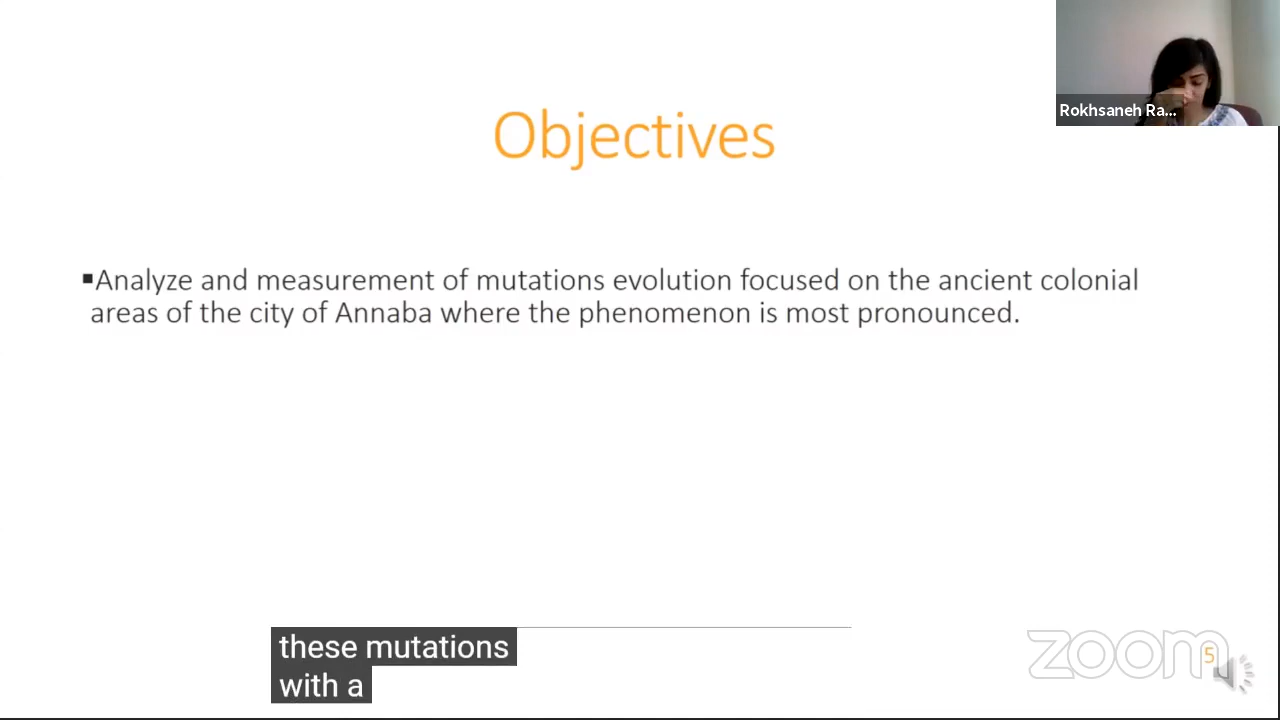 Rokhsaneh Ra...
Objectives
▪Analyze and measurement of mutations evolution focused on the ancient colonial
areas of the city of Annaba where the phenomenon is most pronounced.
these mutations
with a
zoom
5